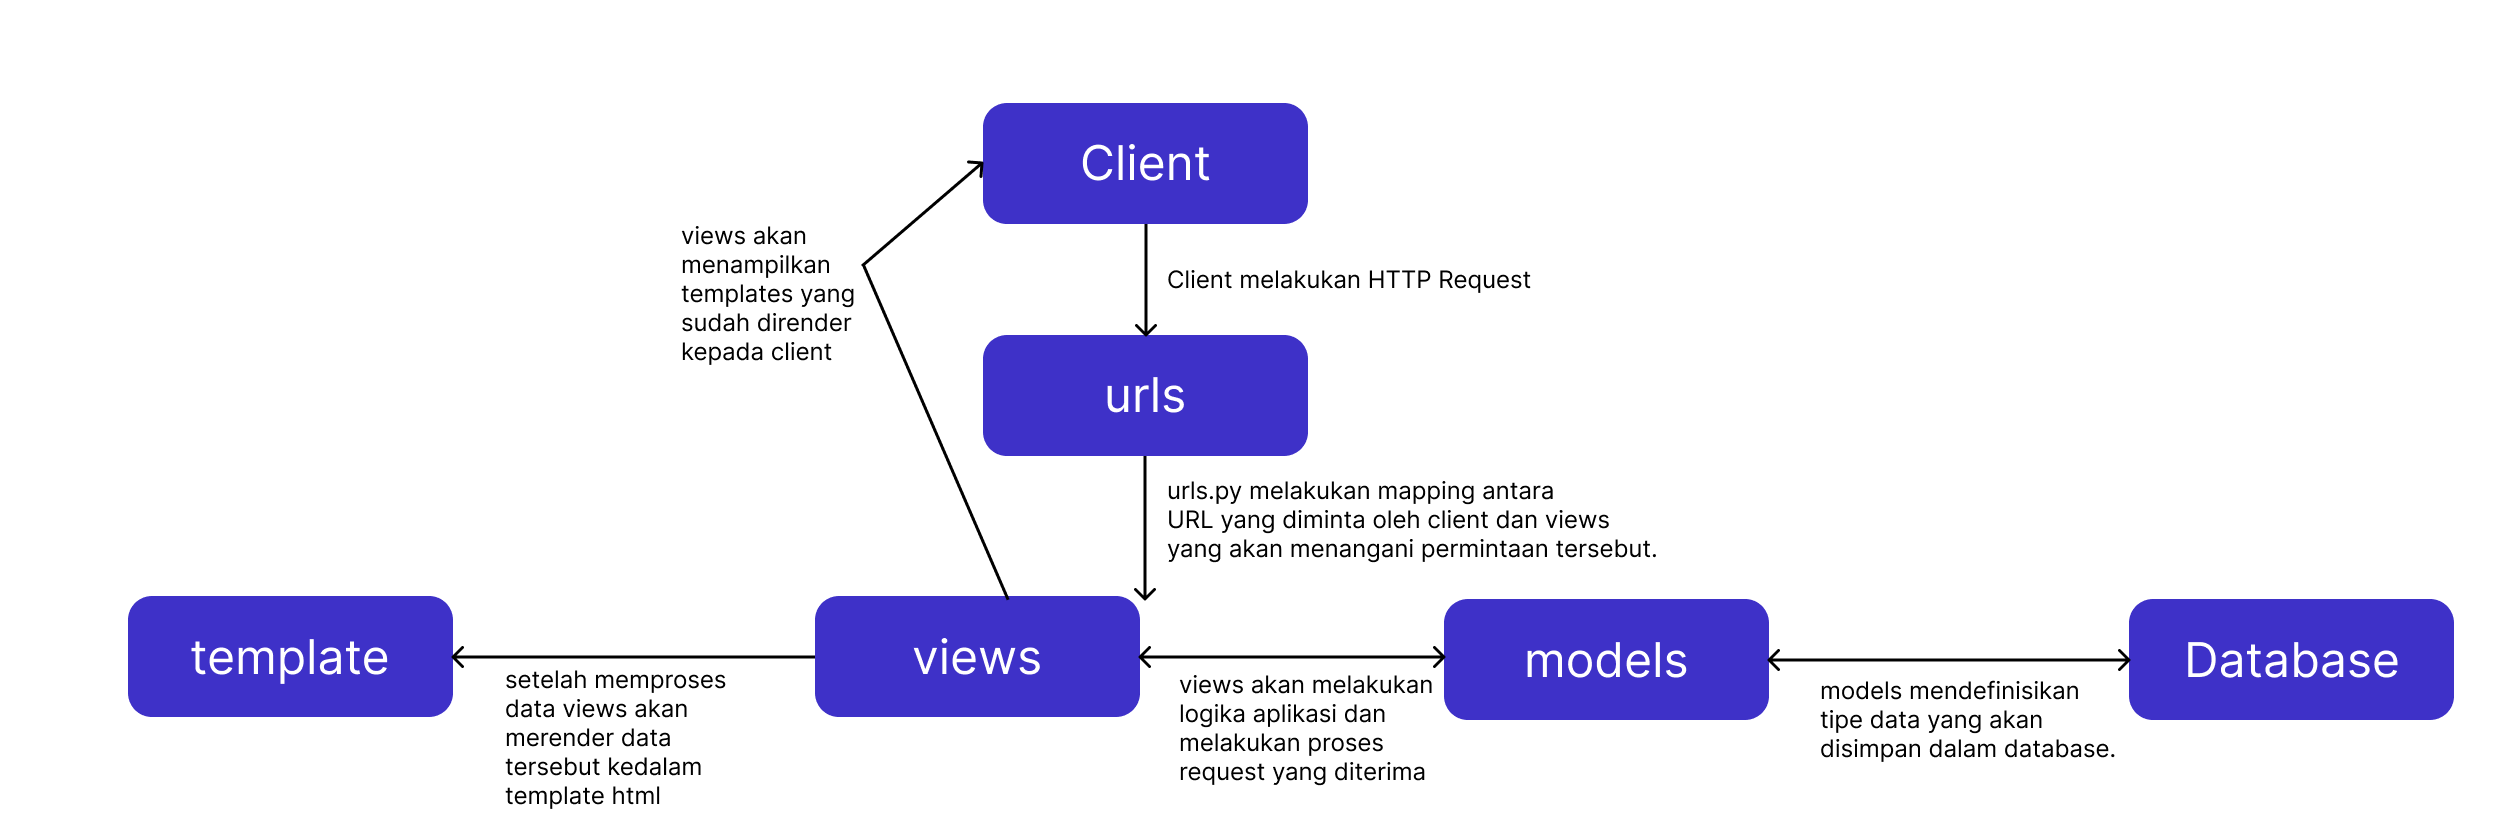 Client
views akan
menampilkan
templates yang
sudah dirender
kepada client
Client melakukan HTTP Request
urls
urls.py melakukan mapping antara
URL yang diminta oleh client dan views
yang akan menangani permintaan tersebut.
template
views
models
Database
setelah memproses
data views akan
merender data
tersebut kedalam
template html
views akan melakukan
logika aplikasi dan
melakukan proses
request yang diterima
models mendefinisikan
tipe data yang akan
disimpan dalam database.